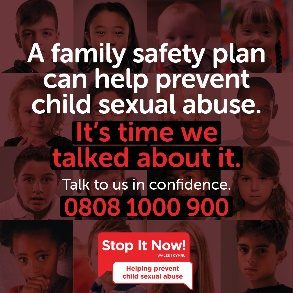 A family safety plan
can help prevent
child sexual abuse.
It's time we
talked about it.
Talk to us in confidence.
0808 1000 900
Stop It Now!
Helping prevent
child sexual abuse